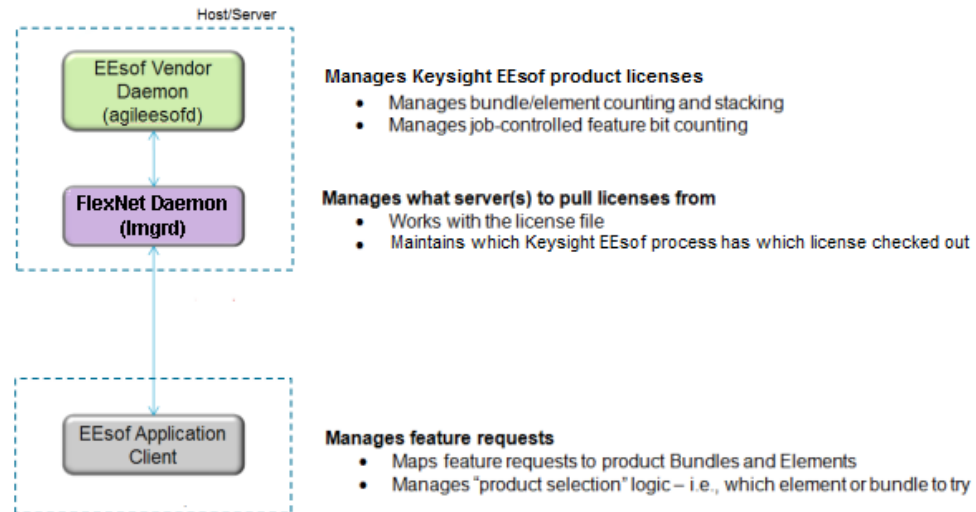 Host/Server
EEsof Vendor
Daemon
(agileesofd)
Manages Keysight EEsof product licenses
• Manages bundle/element counting and stacking
• Manages job-controlled feature bit counting
FlexNet Daemon
(lmgrd)
Manages what server(s) to pull licenses from
• Works with the license file
• Maintains which Keysight EEsof process has which license checked out
EEsof Application
Client
Manages feature requests
• Maps feature requests to product Bundles and Elements
• Manages “product selection” logic – i.e., which element or bundle to try